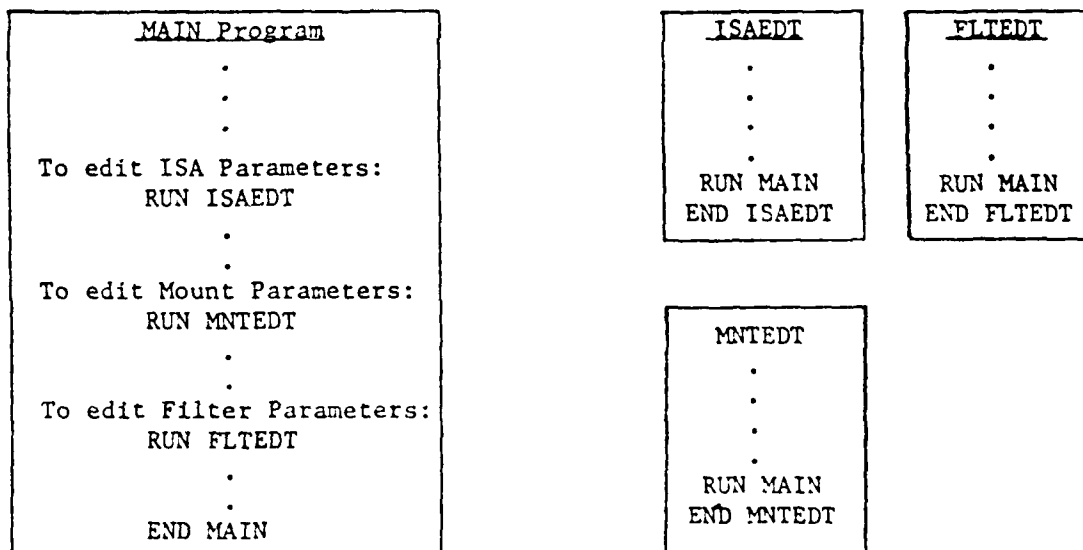 MAIN Program
.
.
.
To edit ISA Parameters:
RUN ISAEDT
.
.
To edit Mount Parameters:
RUN MNTEDT
.
.
To edit Filter Parameters:
RUN FLTEDT
.
.
END MAIN
ISAEDT
.
.
.
.
RUN MAIN
END ISAEDT
FLTEDT
.
.
.
.
RUN MAIN
END FLTEDT
MNTEDT
.
.
.
.
RUN MAIN
END MNTEDT